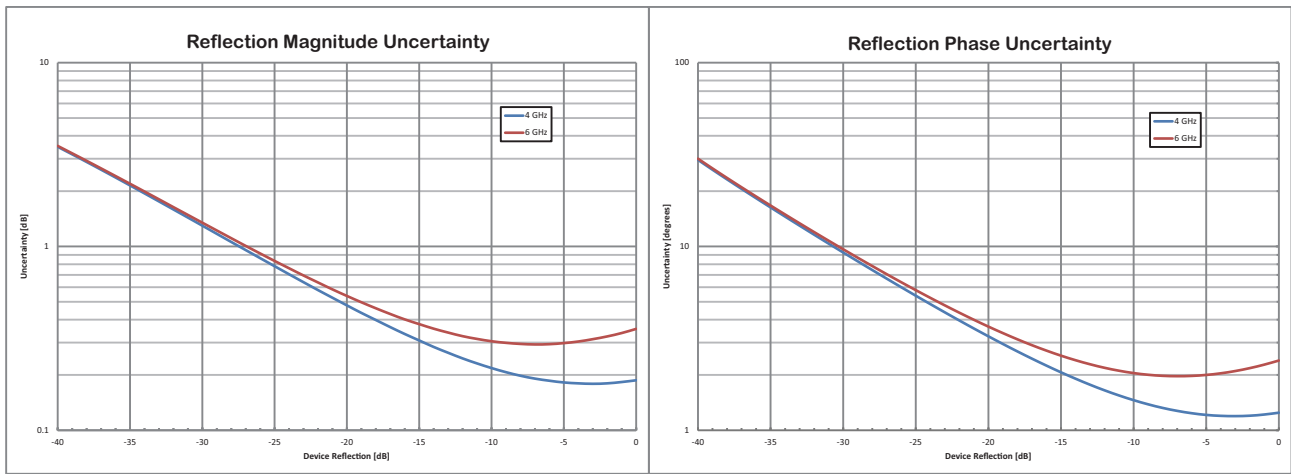 Reflection Magnitude Uncertainty
10
1
0.1
Uncertainty [dB]
4 GHz
6 GHz
-40 -35 -30 -25 -20 -15 -10 -5 0
Device Reflection [dB]
Reflection Phase Uncertainty
100
10
1
Uncertainty [degrees]
4 GHz
6 GHz
-40 -35 -30 -25 -20 -15 -10 -5 0
Device Reflection [dB]